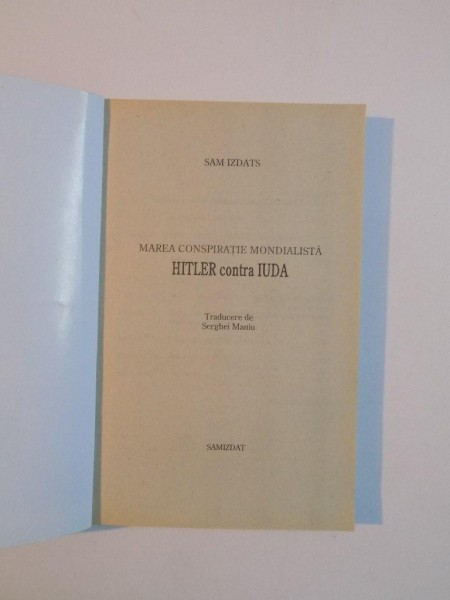 SAM IZDATS
MAREA CONSPIRAȚIE MONDIALISTĂ
HITLER contra IUDA
Traducere de
Serghei Maniu
SAMIZDAT